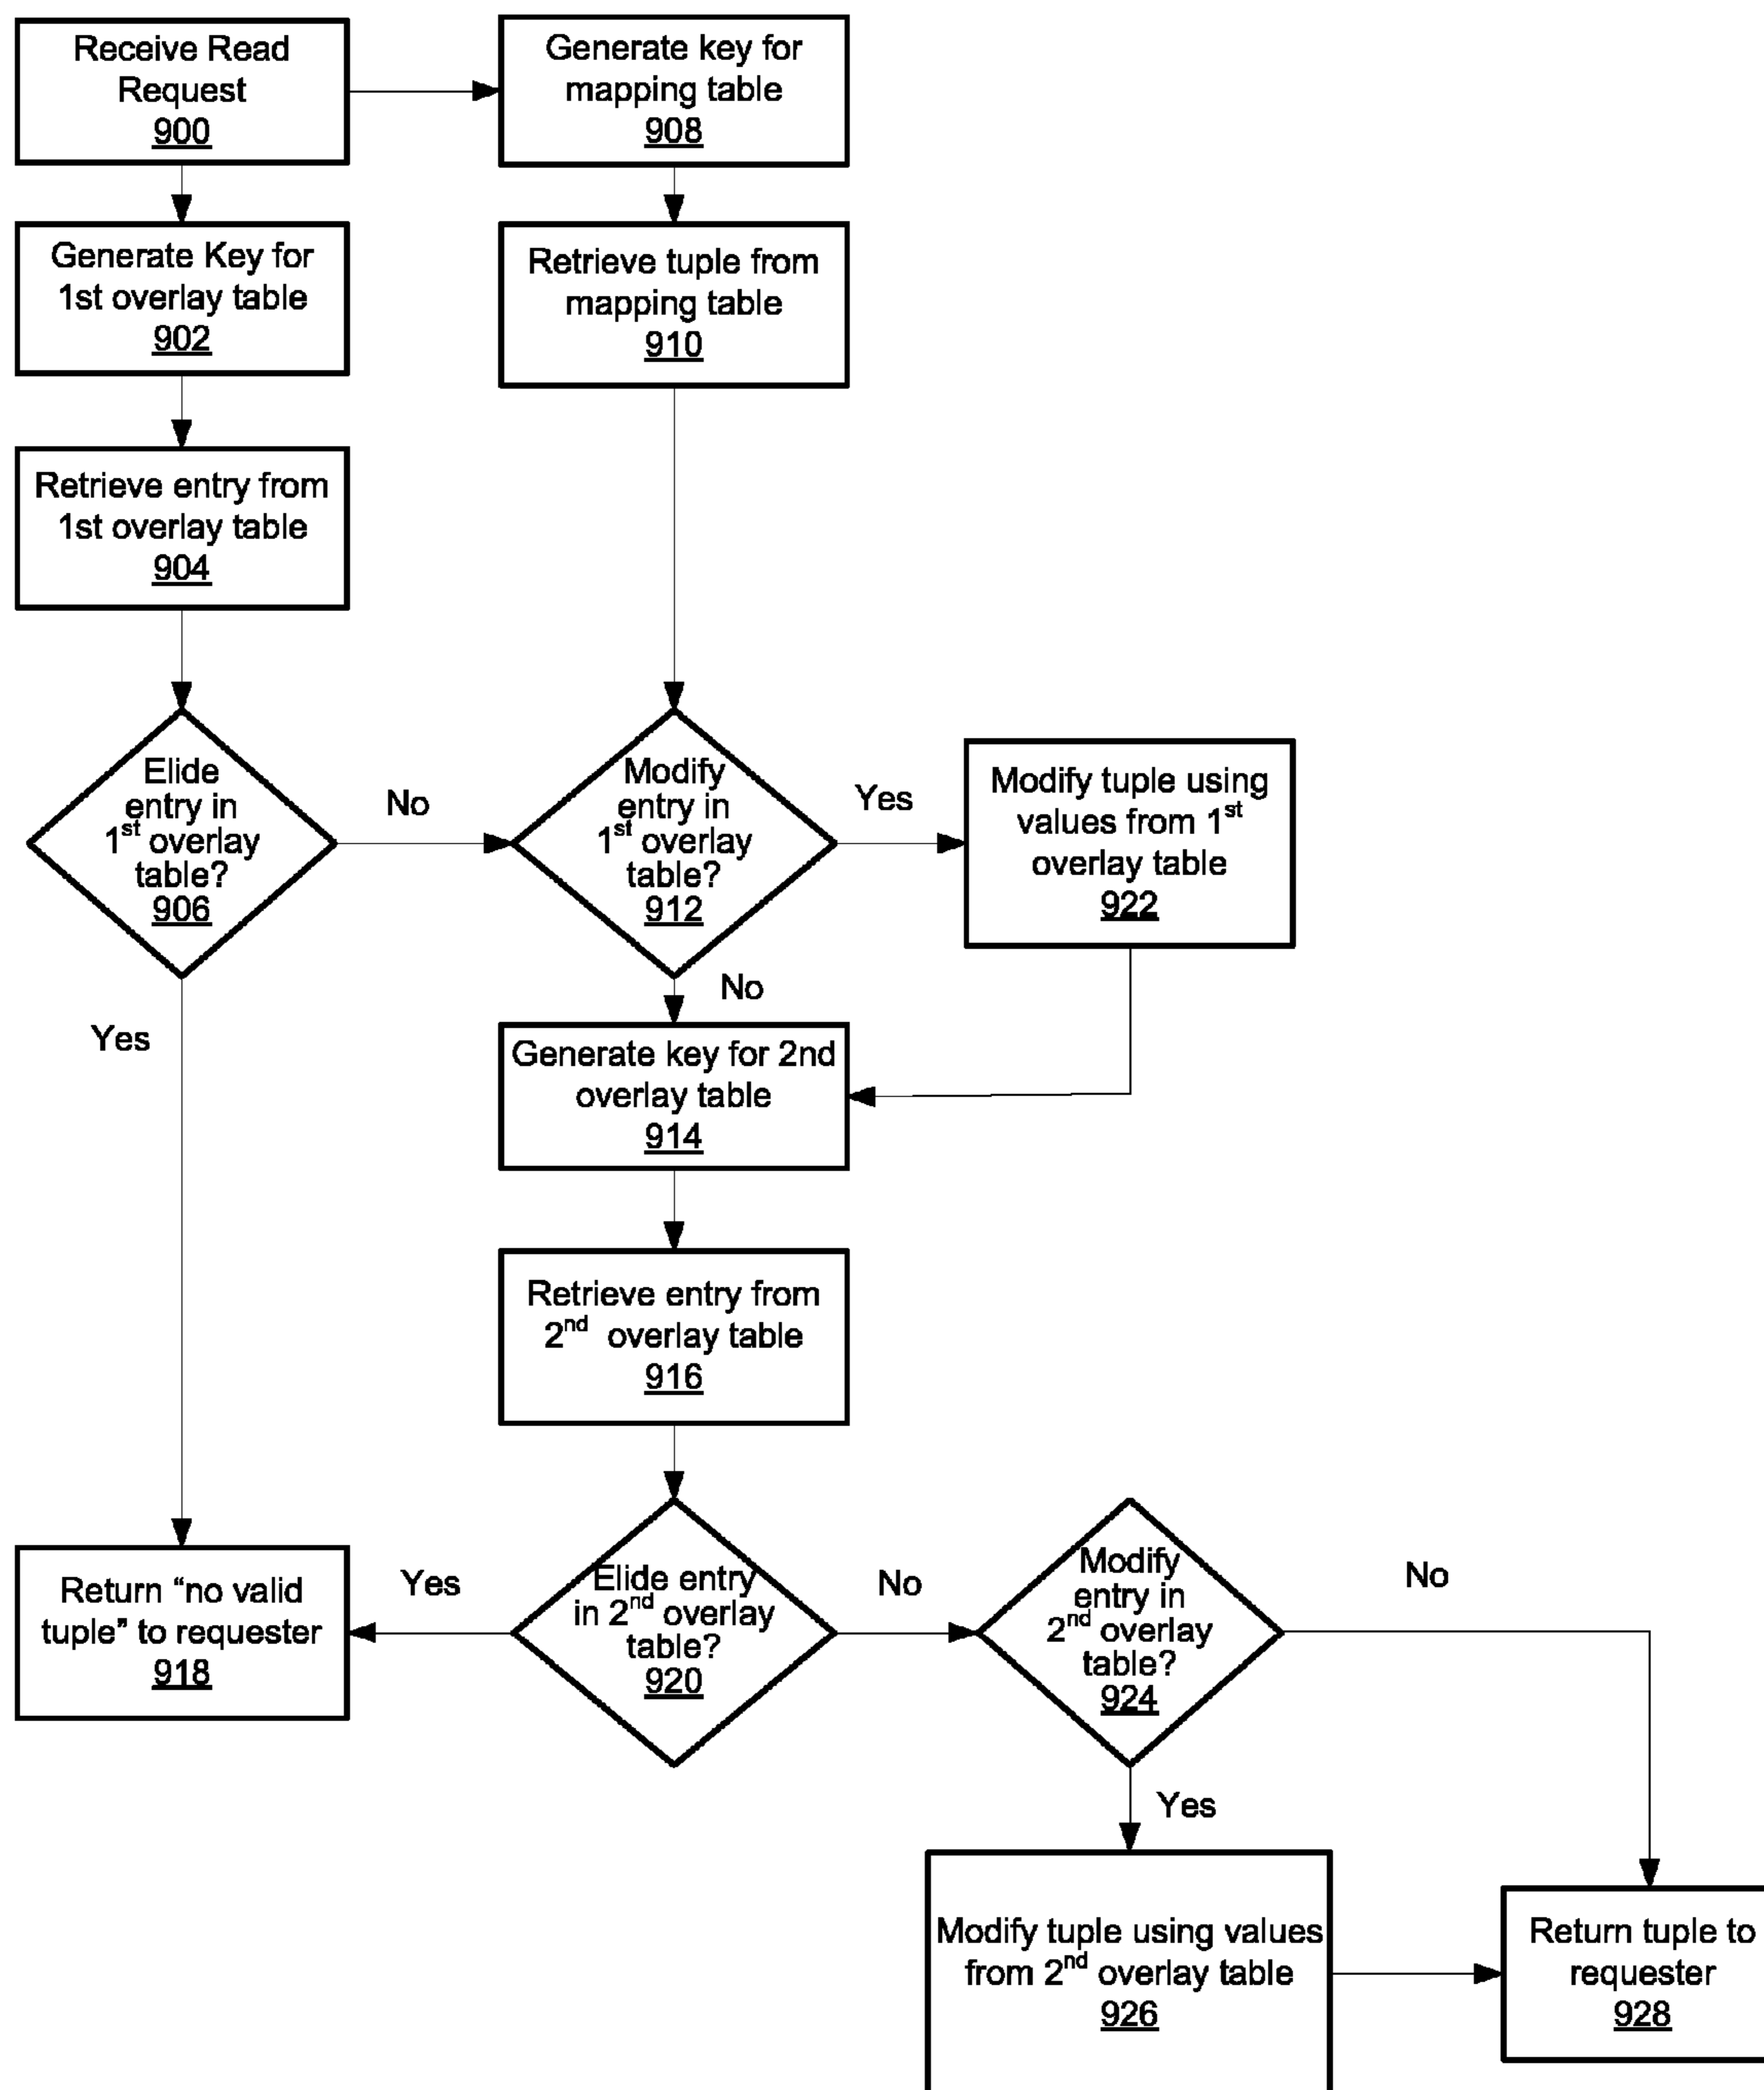 Receive Read
Request
900
Generate key for
mapping table
908
Generate Key for
1st overlay table
902
Retrieve tuple from
mapping table
910
Retrieve entry from
1st overlay table
904
Elide
entry in
1st overlay
table?
906
No
Modify
entry in
1st overlay
table?
912
Yes
Modify tuple using
values from 1st
overlay table
922
No
Yes
Generate key for 2nd
overlay table
914
Retrieve entry from
2nd overlay table
916
Return “no valid
tuple” to requester
918
Yes
Elide entry
in 2nd overlay
table?
920
No
Modify
entry in
2nd overlay
table?
924
No
Yes
Modify tuple using values
from 2nd overlay table
926
Return tuple to
requester
928